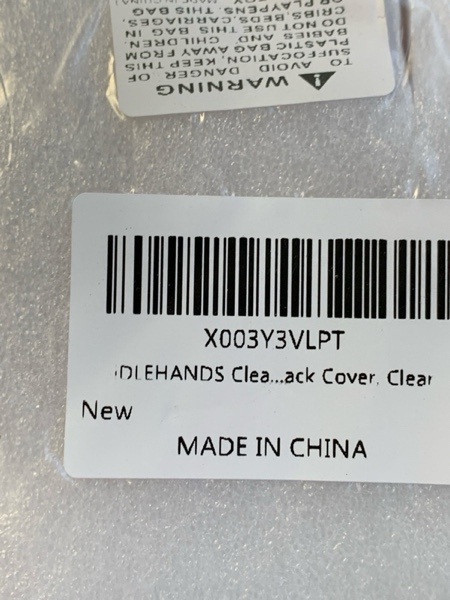 WARNING
TO AVOID DANGER OF
SUFFOCATION, KEEP THIS
PLASTIC BAG AWAY FROM
BABIES AND CHILDREN.
DO NOT USE THIS BAG IN
CRIBS, BEDS, CARRIAGES,
OR PLAYPENS. THIS BAG
X003Y3VLPT
IDLEHANDS Clea...ack Cover, Clear
New
MADE IN CHINA